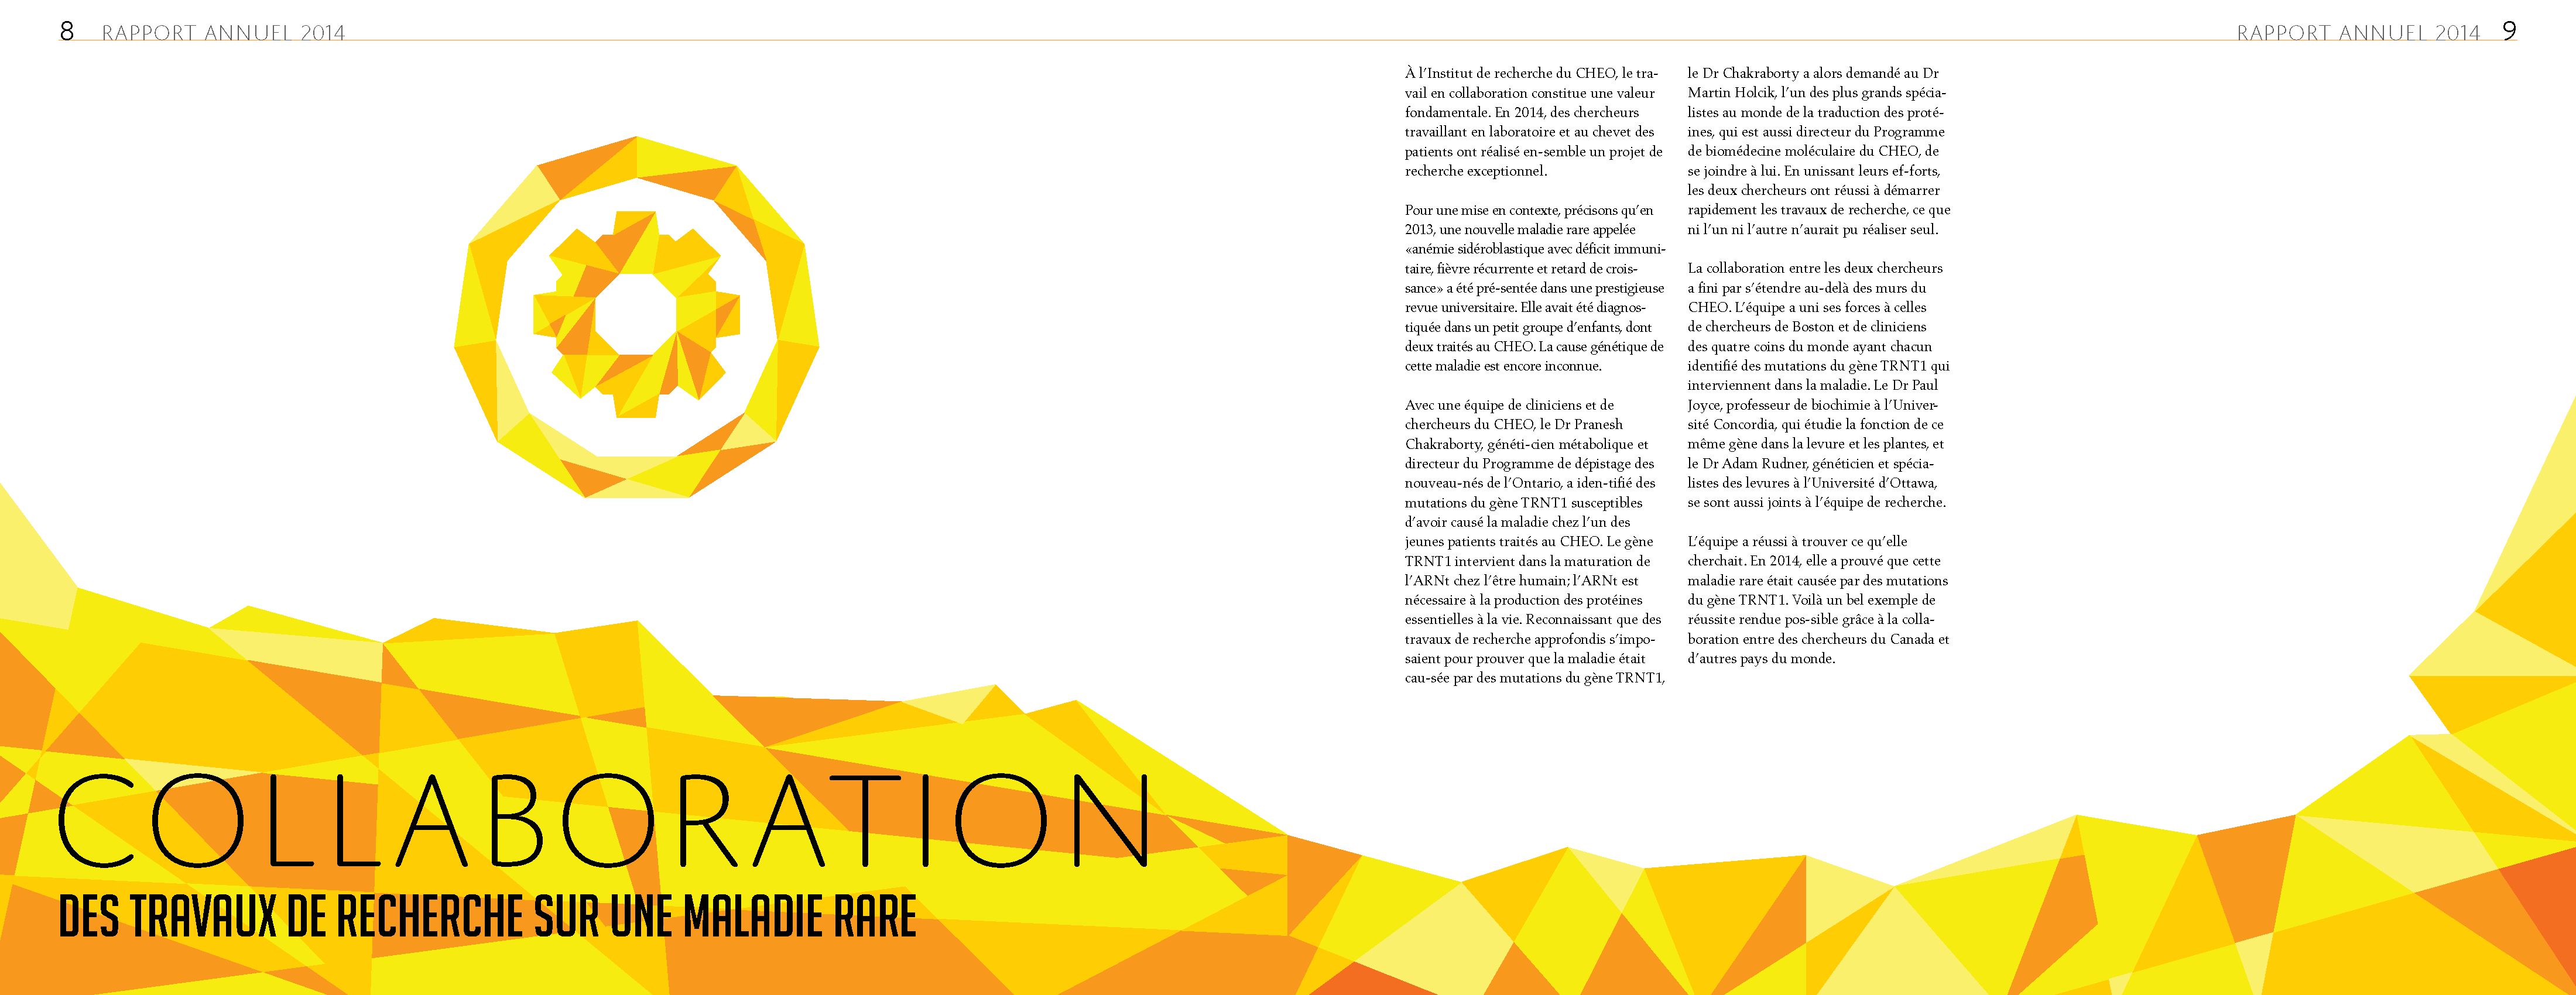 8 RAPPORT ANNUEL 2014
RAPPORT ANNUEL 2014 9
À l’Institut de recherche du CHEO, le tra-
vail en collaboration constitue une valeur
fondamentale. En 2014, des chercheurs
travaillant en laboratoire et au chevet des
patients ont réalisé en-semble un projet de
recherche exceptionnel.
Pour une mise en contexte, précisons qu’en
2013, une nouvelle maladie rare appelée
«anémie sidéroblastique avec déficit immuni-
taire, fièvre récurrente et retard de crois-
sance» a été pré-sentée dans une prestigieuse
revue universitaire. Elle avait été diagnos-
tiquée dans un petit groupe d’enfants, dont
deux traités au CHEO. La cause génétique de
cette maladie est encore inconnue.
Avec une équipe de cliniciens et de
chercheurs du CHEO, le Dr Pranesh
Chakraborty, généti-cien métabolique et
directeur du Programme de dépistage des
nouveau-nés de l’Ontario, a iden-tifié des
mutations du gène TRNT1 susceptibles
d’avoir causé la maladie chez l’un des
jeunes patients traités au CHEO. Le gène
TRNT1 intervient dans la maturation de
l’ARNt chez l’être humain; l’ARNt est
nécessaire à la production des protéines
essentielles à la vie. Reconnaissant que des
travaux de recherche approfondis s’impo-
saient pour prouver que la maladie était
cau-sée par des mutations du gène TRNT1,
le Dr Chakraborty a alors demandé au Dr
Martin Holcik, l’un des plus grands spécia-
listes au monde de la traduction des proté-
ines, qui est aussi directeur du Programme
de biomédecine moléculaire du CHEO, de
se joindre à lui. En unissant leurs ef-forts,
les deux chercheurs ont réussi à démarrer
rapidement les travaux de recherche, ce que
ni l’un ni l’autre n’aurait pu réaliser seul.
La collaboration entre les deux chercheurs
a fini par s’étendre au-delà des murs du
CHEO. L’équipe a uni ses forces à celles
de chercheurs de Boston et de cliniciens
des quatre coins du monde ayant chacun
identifié des mutations du gène TRNT1 qui
interviennent dans la maladie. Le Dr Paul
Joyce, professeur de biochimie à l’Univer-
sité Concordia, qui étudie la fonction de ce
même gène dans la levure et les plantes, et
le Dr Adam Rudner, généticien et spécia-
listes des levures à l’Université d’Ottawa,
se sont aussi joints à l’équipe de recherche.
L’équipe a réussi à trouver ce qu’elle
cherchait. En 2014, elle a prouvé que cette
maladie rare était causée par des mutations
du gène TRNT1. Voilà un bel exemple de
réussite rendue pos-sible grâce à la colla-
boration entre des chercheurs du Canada et
d’autres pays du monde.
COLLABORATION
DES TRAVAUX DE RECHERCHE SUR UNE MALADIE RARE